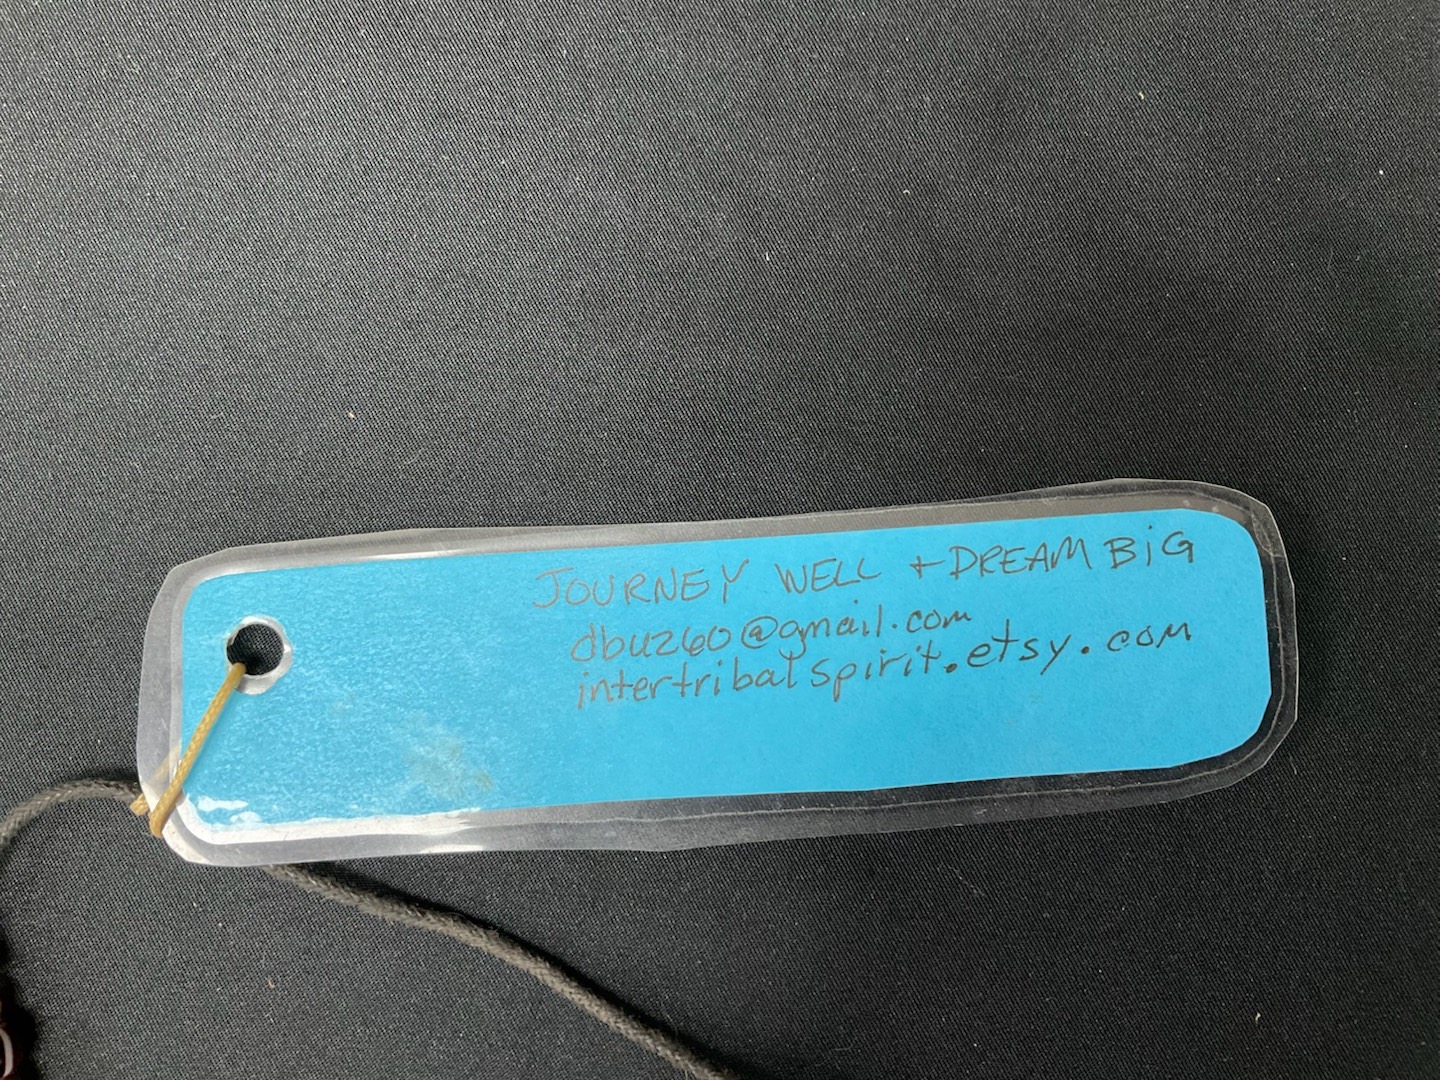 JOURNEY WELL + DREAM BiG
dbuz60@gmail.com
intertribalspirit.etsy.com